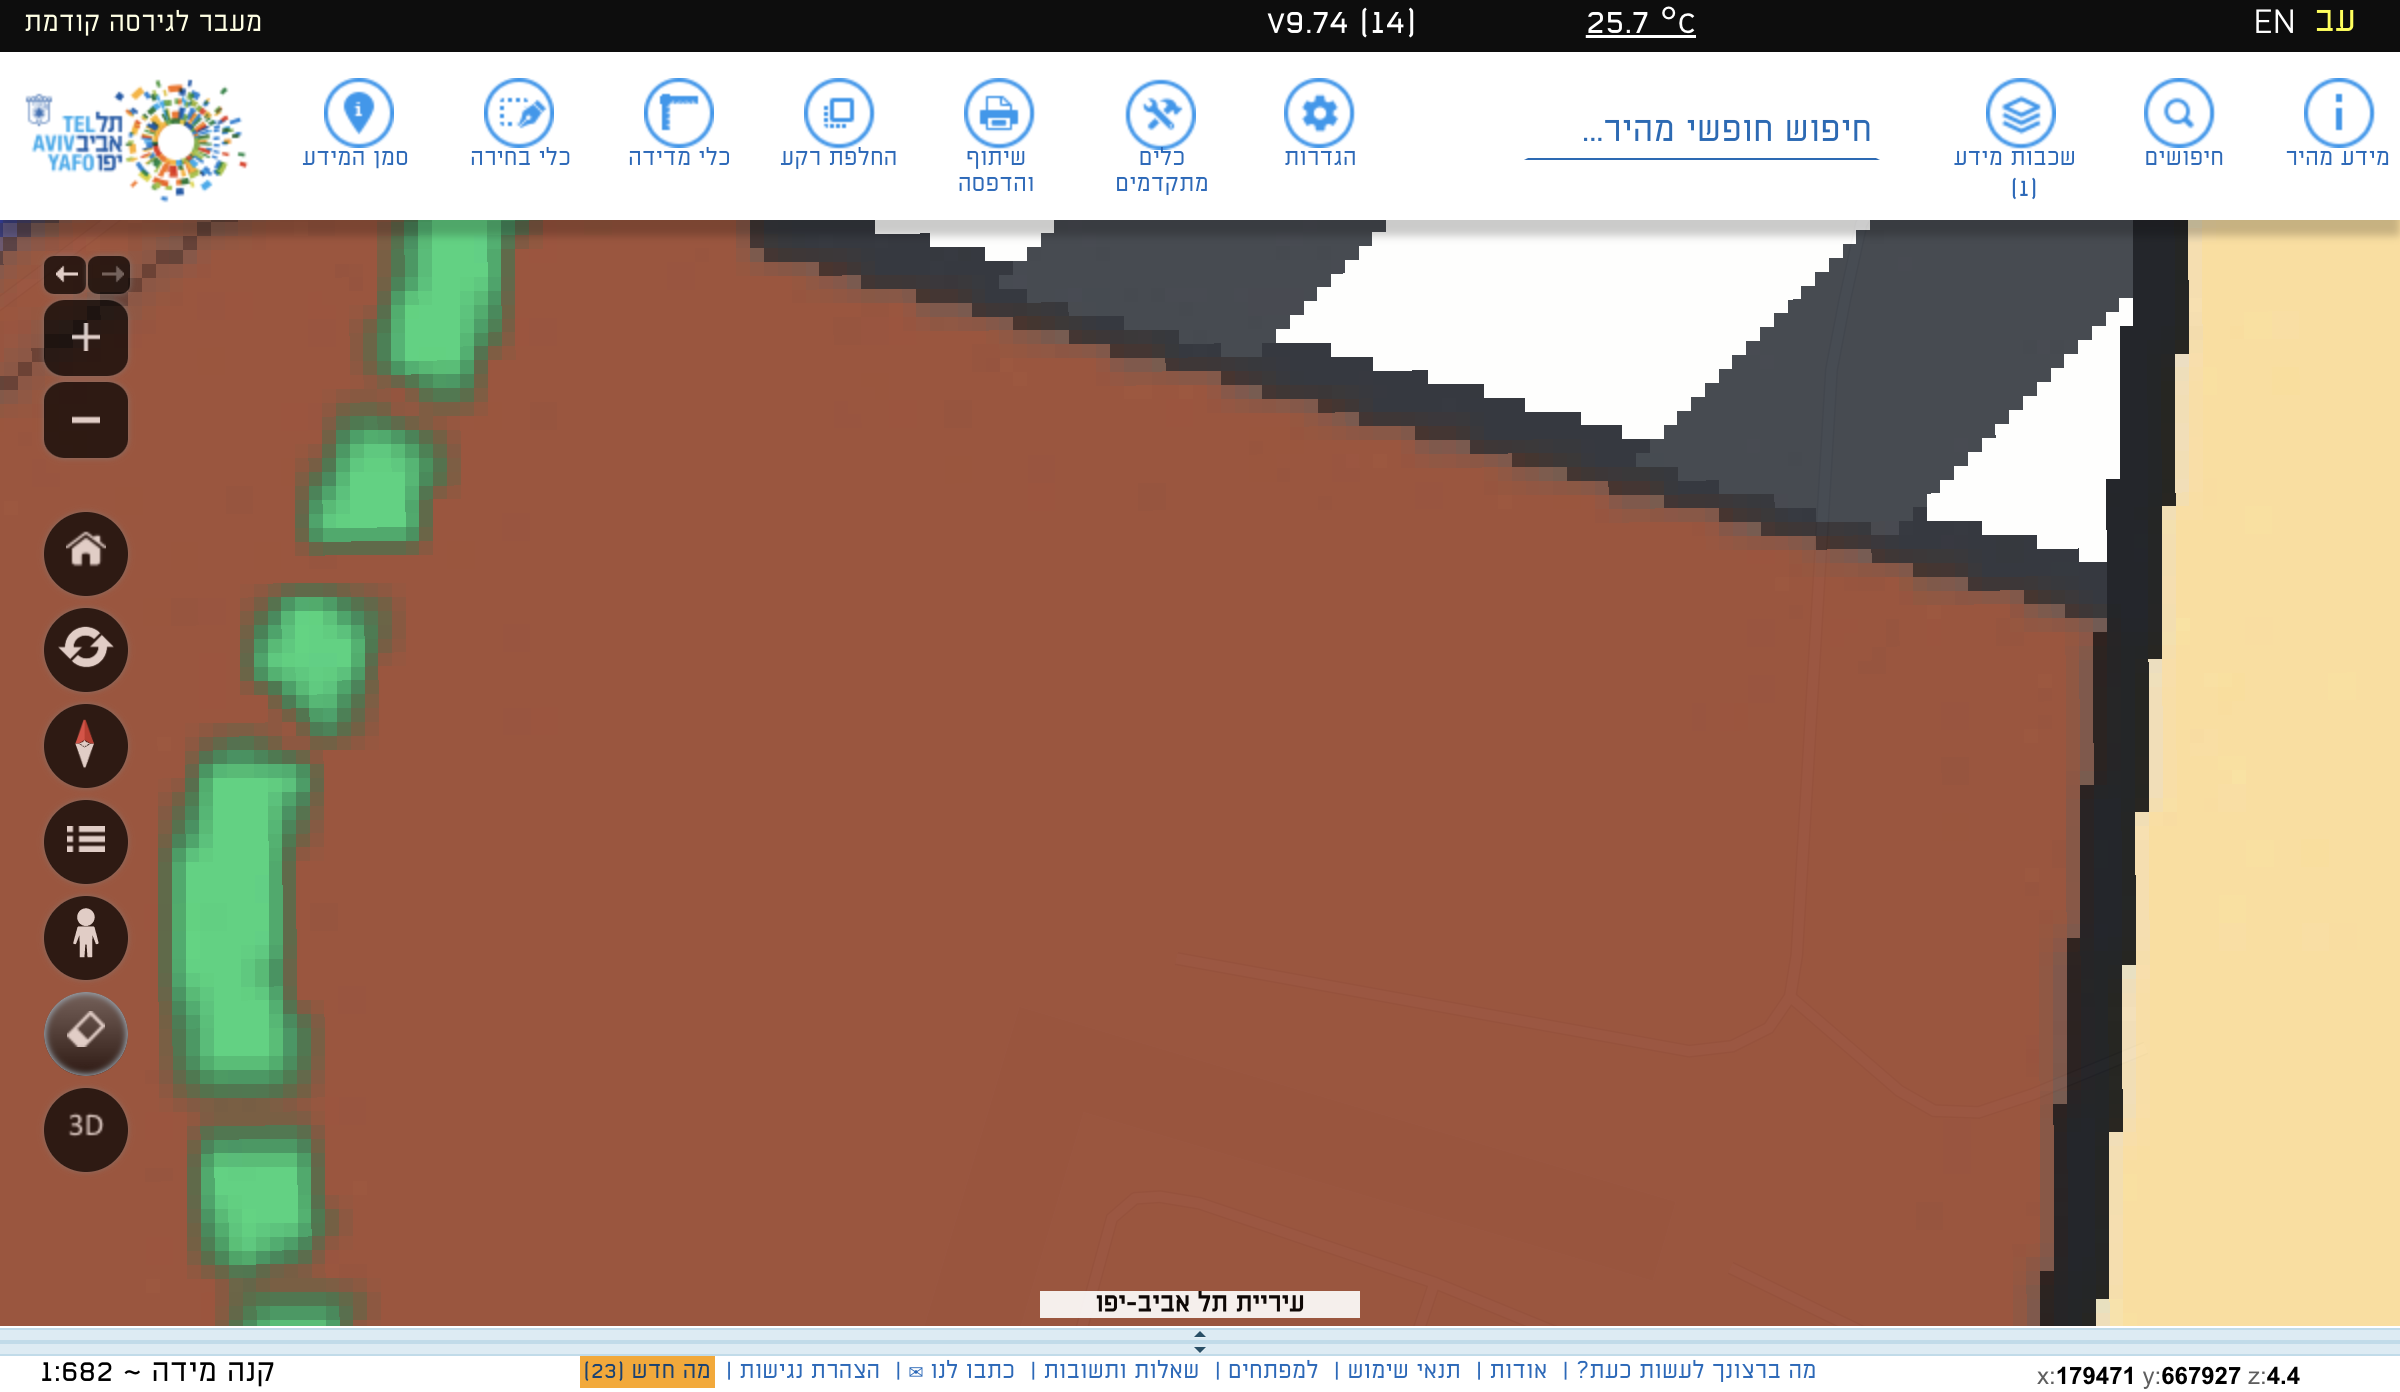 עב EN
25.7 °C
V9.74 (14)
מעבר לגירסה קודמת
מידע מהיר
חיפושים
שכבות מידע
(1)
חיפוש חופשי מהיר...
הגדרות
כלים
מתקדמים
שיתוף
והדפסה
החלפת רקע
כלי מדידה
כלי בחירה
סמן המידע
תל TEL
אביב AVIV
יפו YAFO
3D
עיריית תל אביב-יפו
x:179471 y:667927 z:4.4
מה ברצונך לעשות כעת? | אודות | תנאי שימוש | למפתחים | שאלות ותשובות | כתבו לנו ✉ | הצהרת נגישות | מה חדש (23)
קנה מידה ~ 1:682